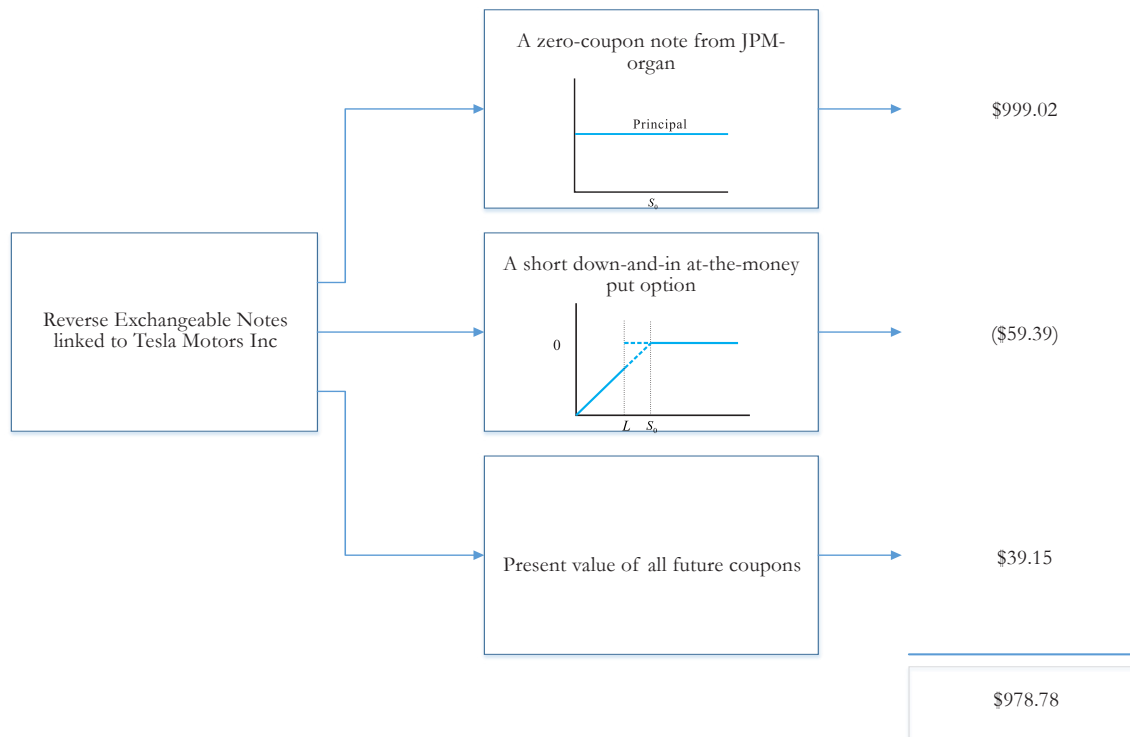 A zero-coupon note from JPM-
organ
Principal
S₀
$999.02
Reverse Exchangeable Notes
linked to Tesla Motors Inc
A short down-and-in at-the-money
put option
0
L S₀
($59.39)
Present value of all future coupons
$39.15
$978.78